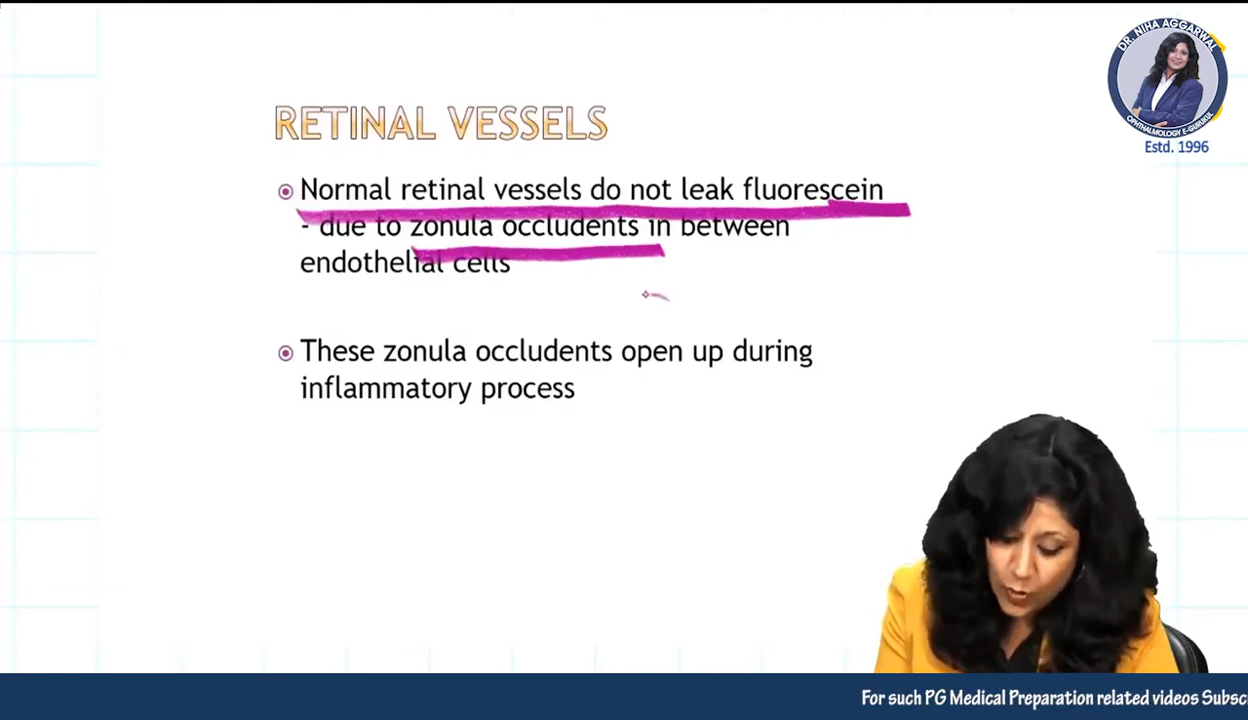 DR. NIHA AGGARWAL
OPHTHALMOLOGY E-GURUKUL
Estd. 1996
RETINAL VESSELS
Normal retinal vessels do not leak fluorescein
- due to zonula occludents in between
endothelial cells
These zonula occludents open up during
inflammatory process
For such PG Medical Preparation related videos Subsc